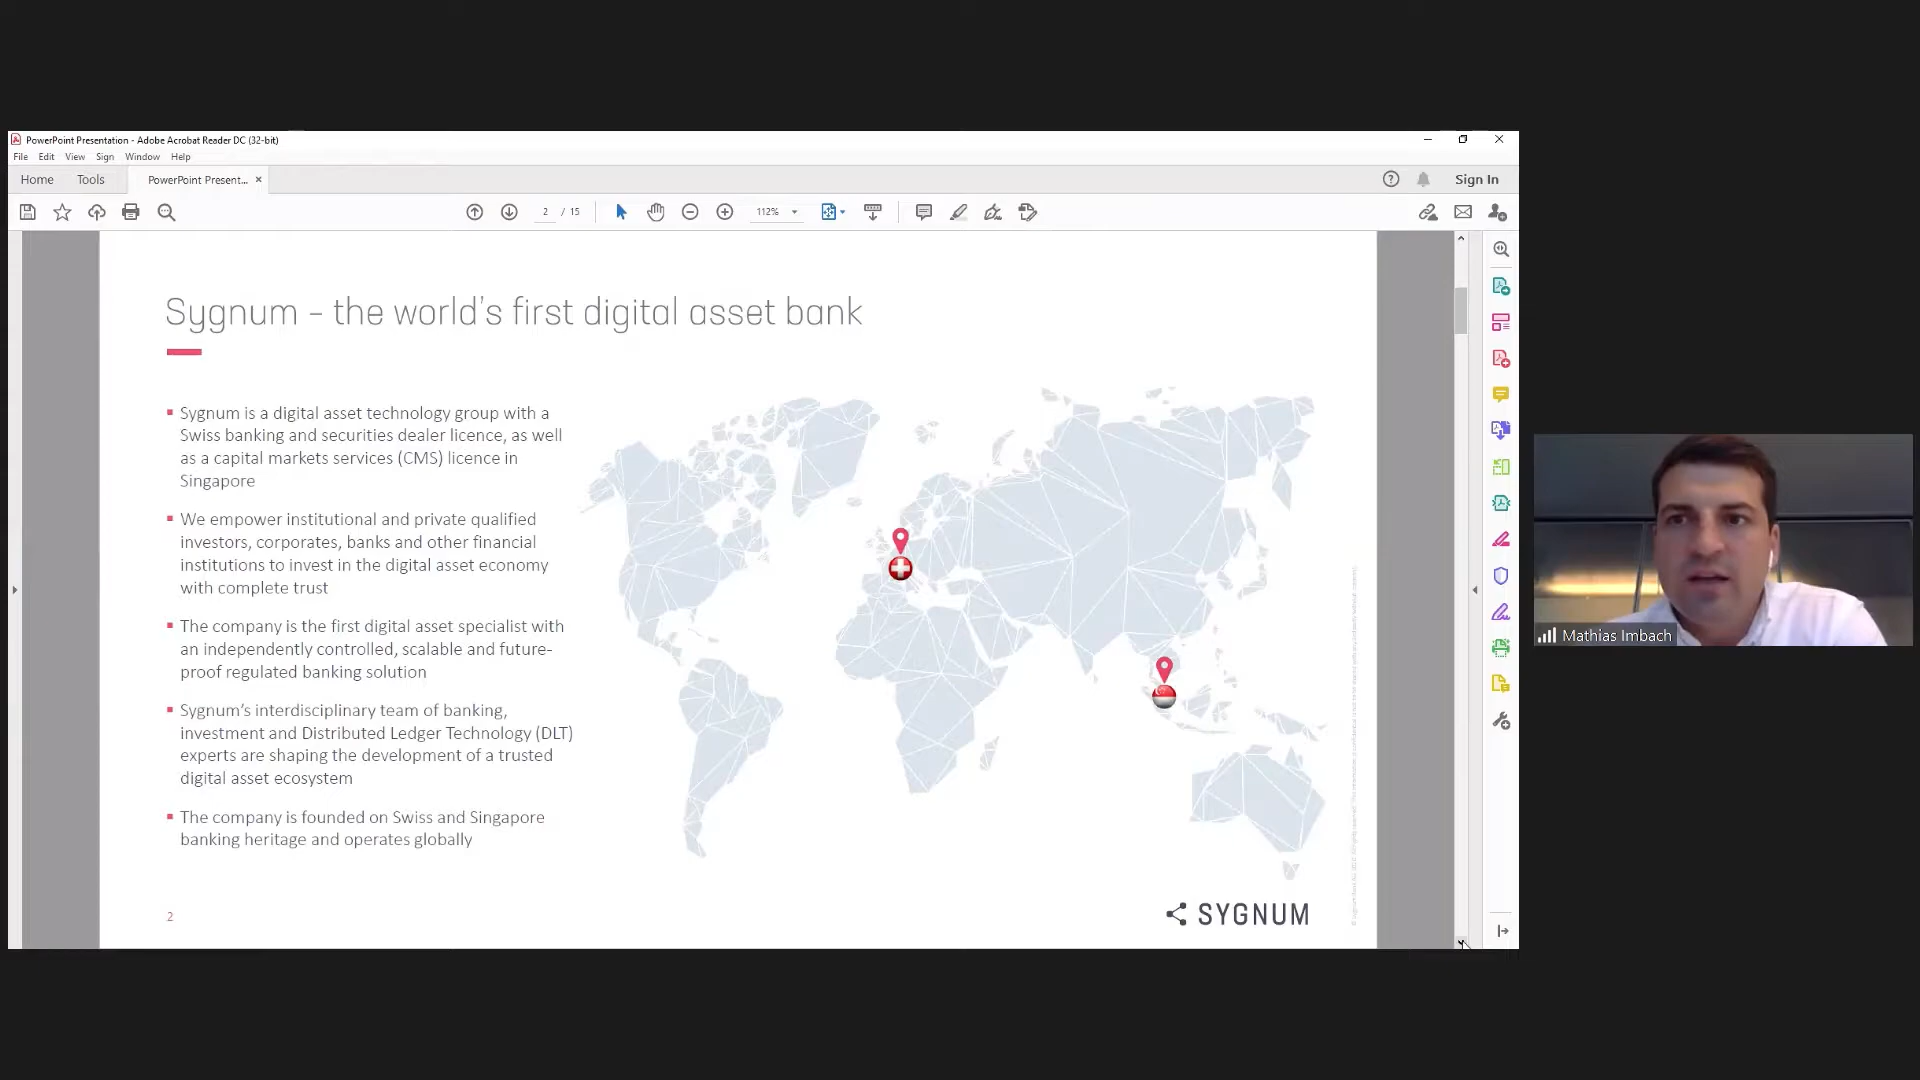 PowerPoint Presentation - Adobe Acrobat Reader DC (32-bit)
File Edit View Sign Window Help
Home Tools PowerPoint Present... Sign In
2 / 15 112%
Sygnum – the world's first digital asset bank
Sygnum is a digital asset technology group with a
Swiss banking and securities dealer licence, as well
as a capital markets services (CMS) licence in
Singapore
We empower institutional and private qualified
investors, corporates, banks and other financial
institutions to invest in the digital asset economy
with complete trust
The company is the first digital asset specialist with
an independently controlled, scalable and future-
proof regulated banking solution
Sygnum's interdisciplinary team of banking,
investment and Distributed Ledger Technology (DLT)
experts are shaping the development of a trusted
digital asset ecosystem
The company is founded on Swiss and Singapore
banking heritage and operates globally
2
SYGNUM
Mathias Imbach